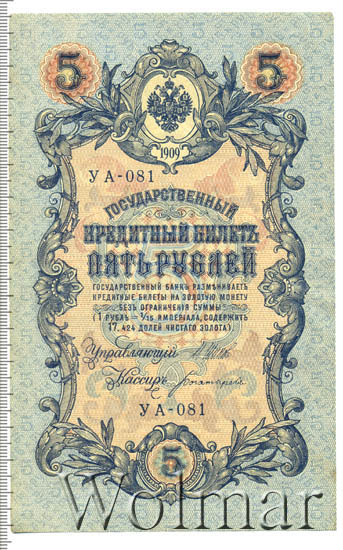 5 5
1909
УА-081
ГОСУДАРСТВЕННЫЙ
КРЕДИТНЫЙ БИЛЕТЪ
ПЯТЬ РУБЛЕЙ
ГОСУДАРСТВЕННЫЙ БАНКЪ РАЗМѢНИВАЕТЪ
КРЕДИТНЫЕ БИЛЕТЫ НА ЗОЛОТУЮ МОНЕТУ
БЕЗЪ ОГРАНИЧЕНІЯ СУММЫ
(1 РУБЛЬ = 1/15 ИМПЕРІАЛА, СОДЕРЖИТЪ
17,424 ДОЛЕЙ ЧИСТАГО ЗОЛОТА).
Управляющій
Кассиръ
УА-081
5
Wolmar